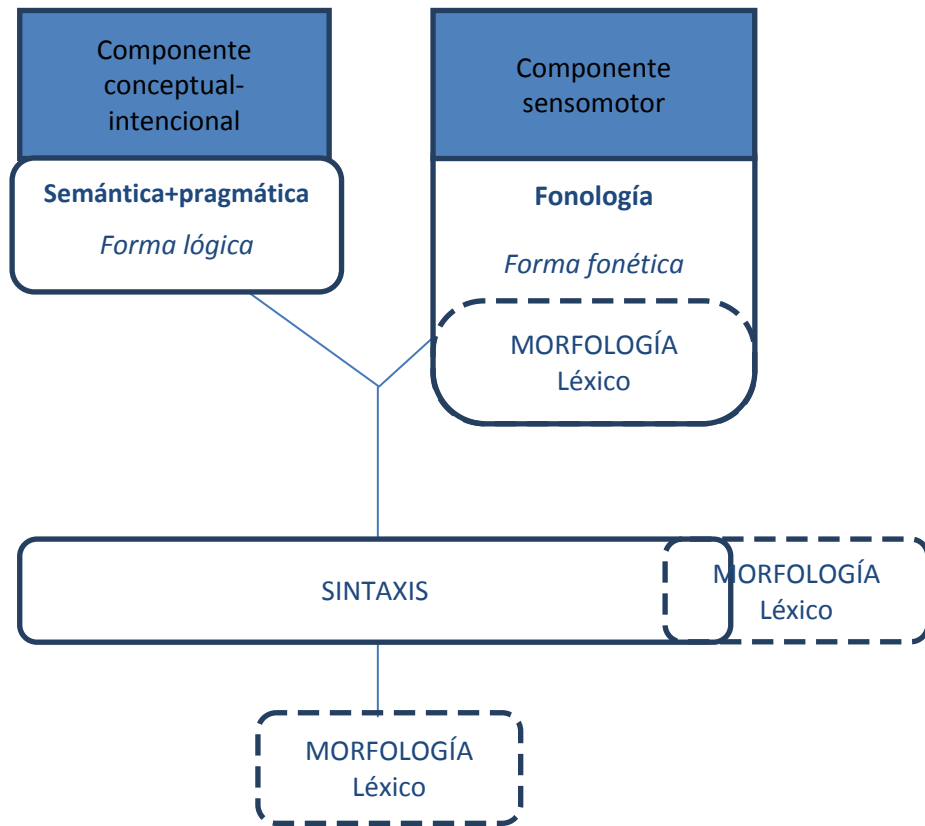 Componente
conceptual-
intencional
Componente
sensomotor
Semántica+pragmática
Forma lógica
Fonología
Forma fonética
MORFOLOGÍA
Léxico
SINTAXIS
MORFOLOGÍA
Léxico
MORFOLOGÍA
Léxico